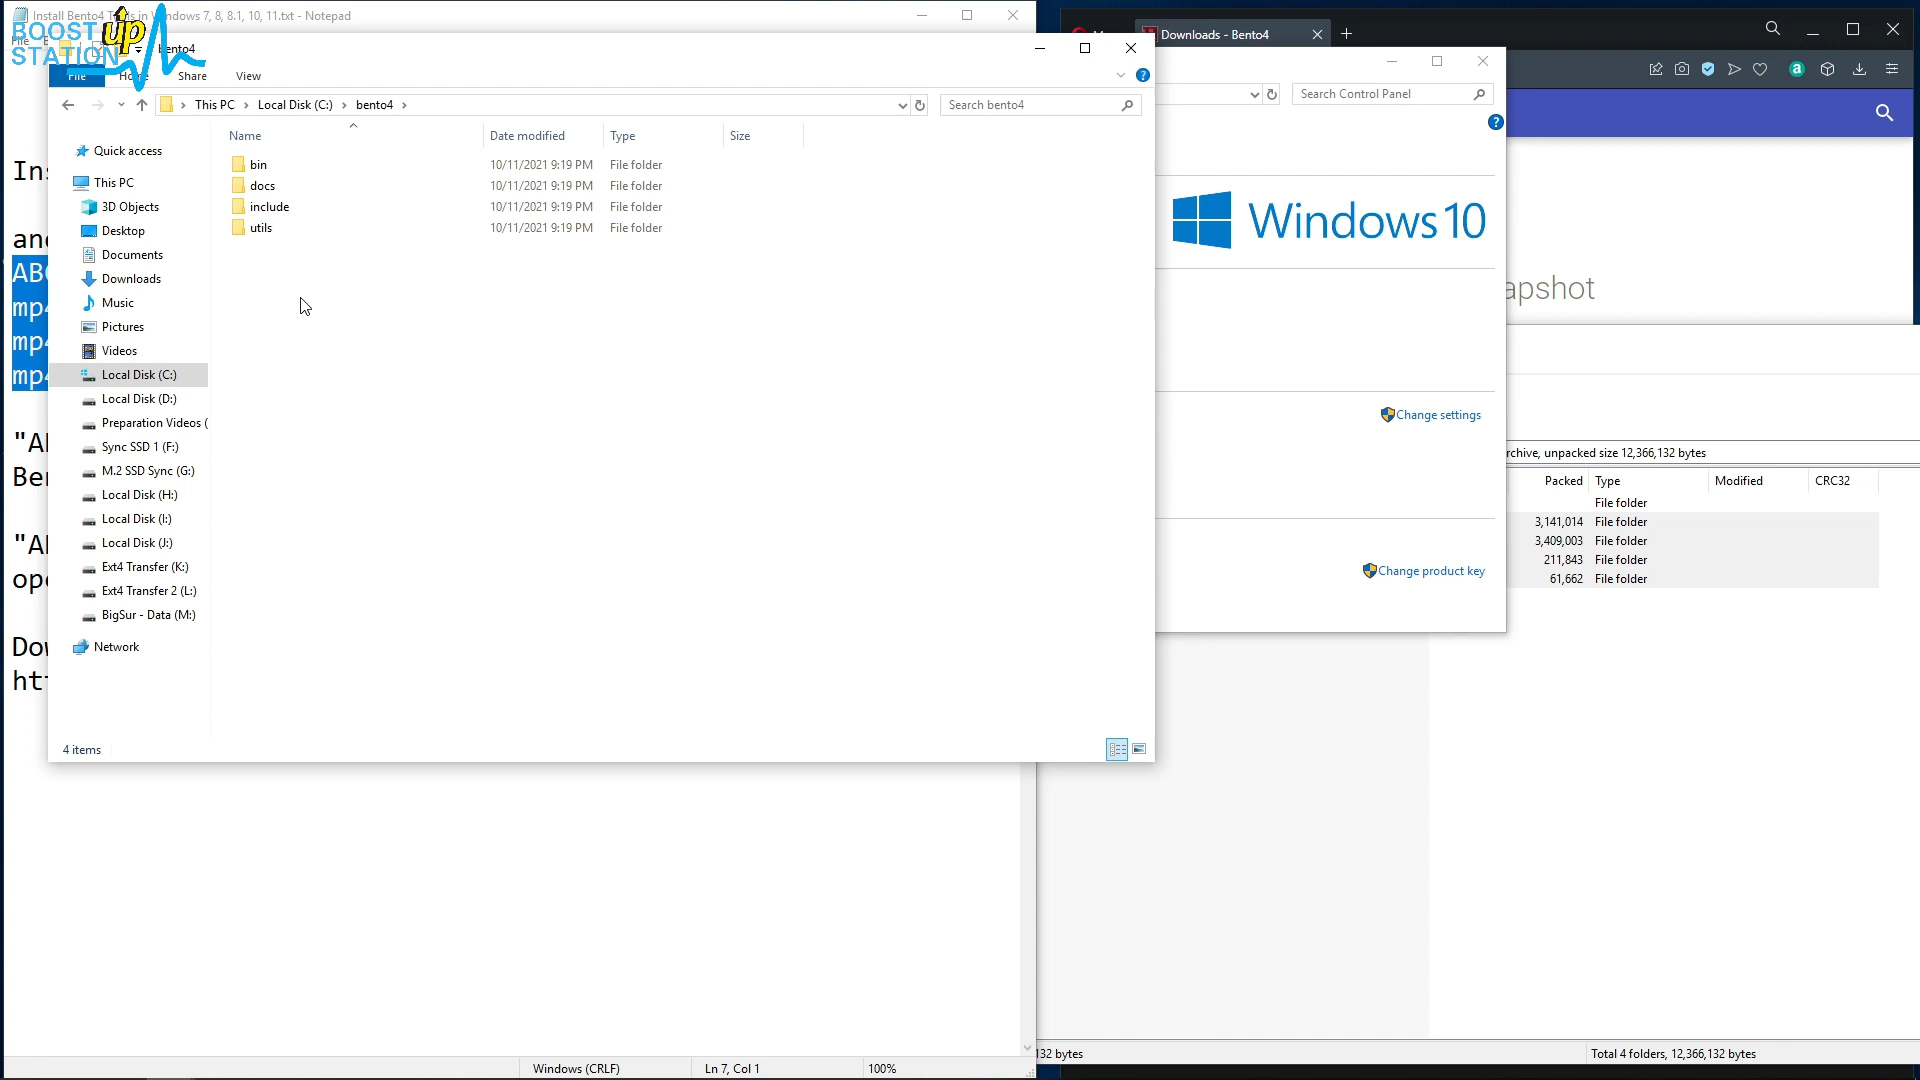 Install Bento4 Tools in Windows 7, 8, 8.1, 10, 11.txt - Notepad
BOOST up
STATION
bento4
File
Home
Share
View
This PC
Local Disk (C:)
bento4
Search bento4
Name
Date modified
Type
Size
bin
10/11/2021 9:19 PM
File folder
docs
10/11/2021 9:19 PM
File folder
include
10/11/2021 9:19 PM
File folder
utils
10/11/2021 9:19 PM
File folder
Quick access
This PC
3D Objects
Desktop
Documents
Downloads
Music
Pictures
Videos
Local Disk (C:)
Local Disk (D:)
Preparation Videos (
Sync SSD 1 (F:)
M.2 SSD Sync (G:)
Local Disk (H:)
Local Disk (I:)
Local Disk (J:)
Ext4 Transfer (K:)
Ext4 Transfer 2 (L:)
BigSur - Data (M:)
Network
4 items
mp4
mp4
mp4
Windows (CRLF)
Ln 7, Col 1
100%
Downloads - Bento4
Search Control Panel
Windows 10
Change settings
Change product key
apshot
rchive, unpacked size 12,366,132 bytes
Packed
Type
Modified
CRC32
File folder
3,141,014
File folder
3,409,003
File folder
211,843
File folder
61,662
File folder
132 bytes
Total 4 folders, 12,366,132 bytes